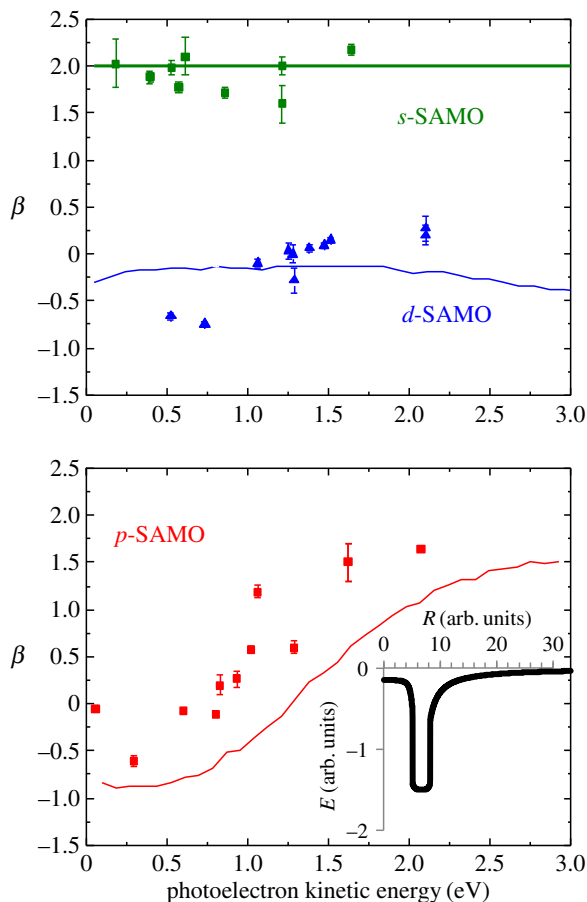 2.5
2.0
1.5
s-SAMO
1.0
β
0.5
0
−0.5
d-SAMO
−1.0
−1.5
0 0.5 1.0 1.5 2.0 2.5 3.0
2.5
2.0
p-SAMO
1.5
R (arb. units)
1.0
0 10 20 30
β
0.5
0
0
−0.5
−1
E (arb. units)
−1.0
−1.5
−2
0 0.5 1.0 1.5 2.0 2.5 3.0
photoelectron kinetic energy (eV)